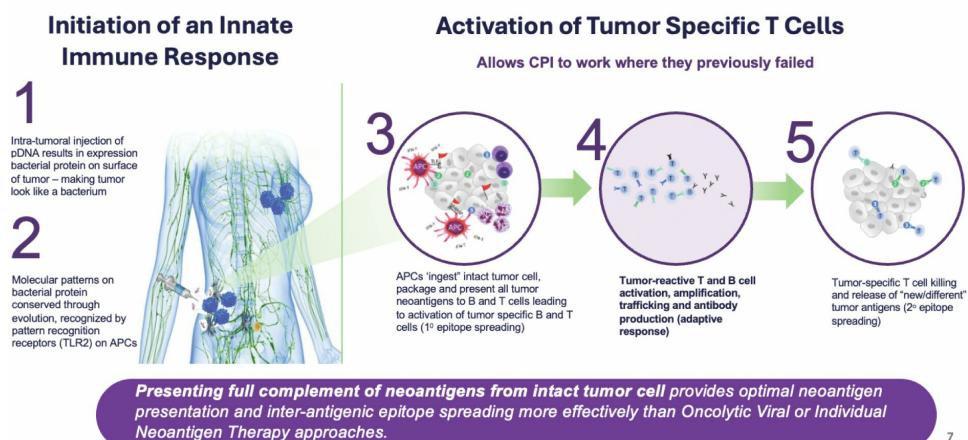 Initiation of an Innate
Immune Response
Activation of Tumor Specific T Cells
Allows CPI to work where they previously failed
1
Intra-tumoral injection of
pDNA results in expression
bacterial protein on surface
of tumor – making tumor
look like a bacterium
2
Molecular patterns on
bacterial protein
conserved through
evolution, recognized by
pattern recognition
receptors (TLR2) on APCs
3
APC
APC
APCs ‘ingest” intact tumor cell,
package and present all tumor
neoantigens to B and T cells leading
to activation of tumor specific B and T
cells (1⁰ epitope spreading)
4
Tumor-reactive T and B cell
activation, amplification,
trafficking and antibody
production (adaptive
response)
5
Tumor-specific T cell killing
and release of “new/different”
tumor antigens (2⁰ epitope
spreading)
Presenting full complement of neoantigens from intact tumor cell provides optimal neoantigen
presentation and inter-antigenic epitope spreading more effectively than Oncolytic Viral or Individual
Neoantigen Therapy approaches.
7